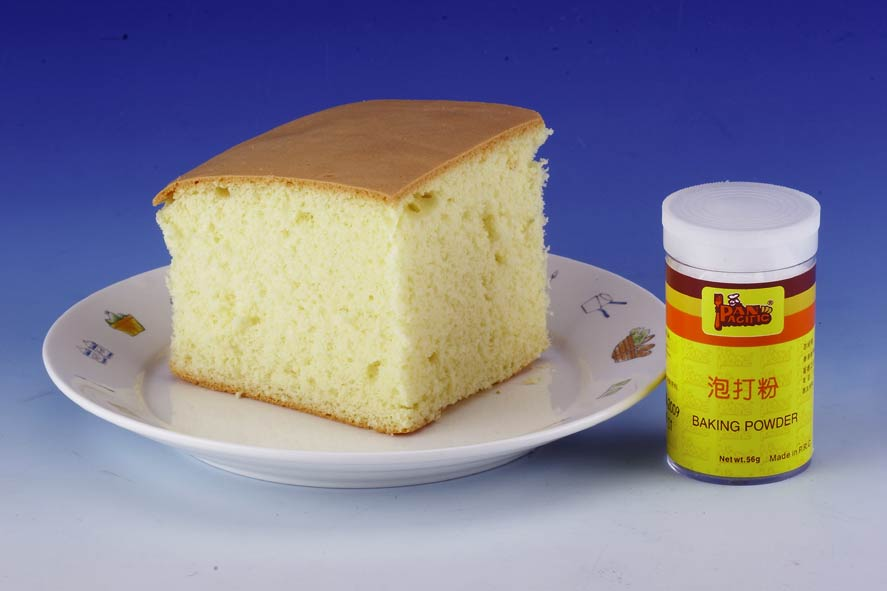 PAN
PACIFIC
®
泡打粉
BAKING POWDER
Net wt. 56g
Made in P.R.C